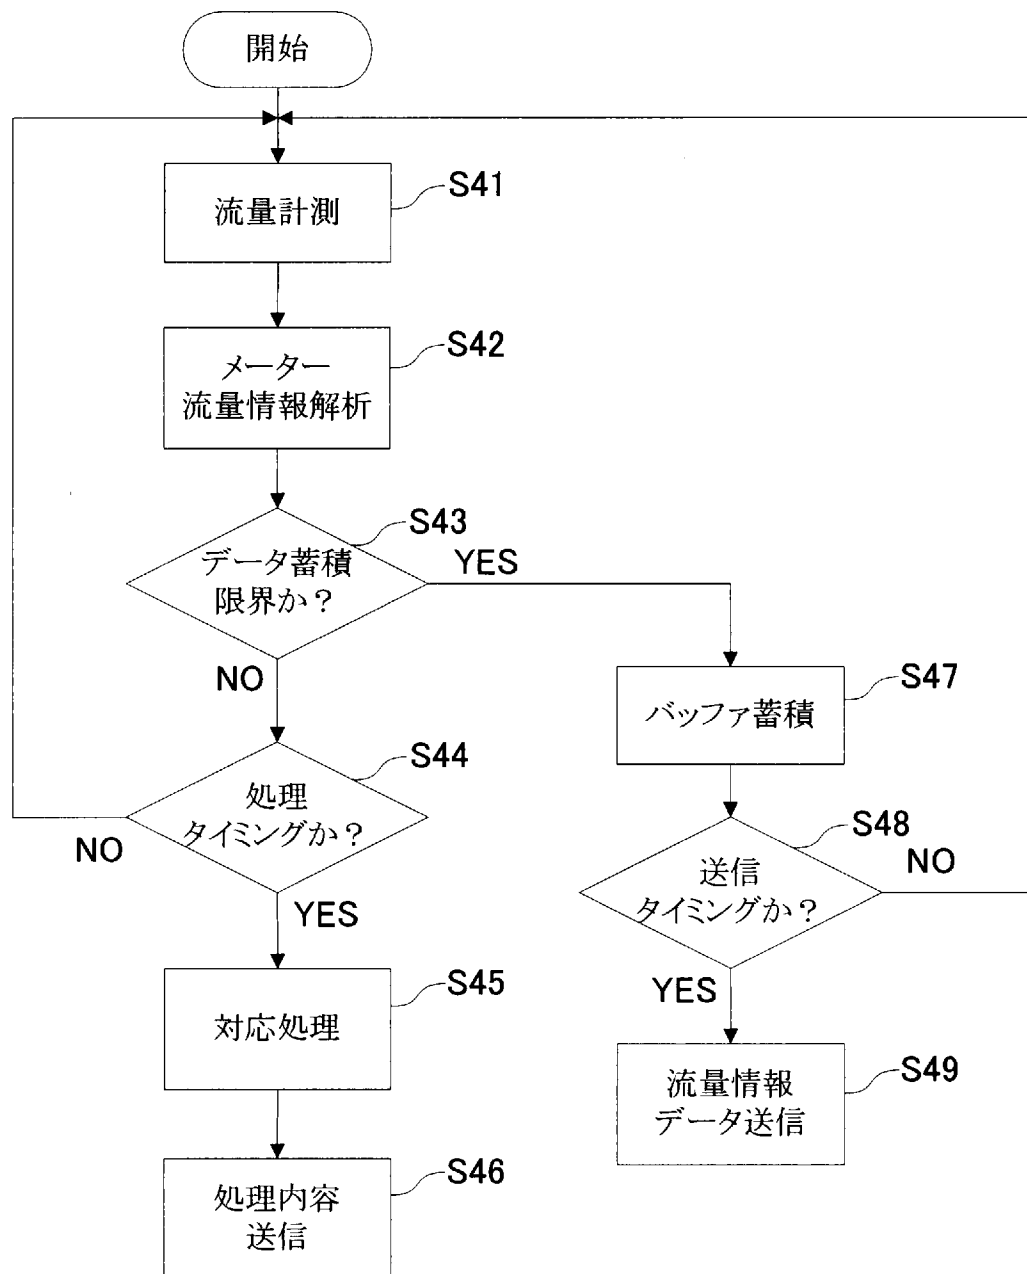 開始
流量計測
S41
メーター
流量情報解析
S42
データ蓄積
限界か？
S43
YES
NO
処理
タイミングか？
S44
NO
YES
対応処理
S45
処理内容
送信
S46
バッファ蓄積
S47
送信
タイミングか？
S48
NO
YES
流量情報
データ送信
S49